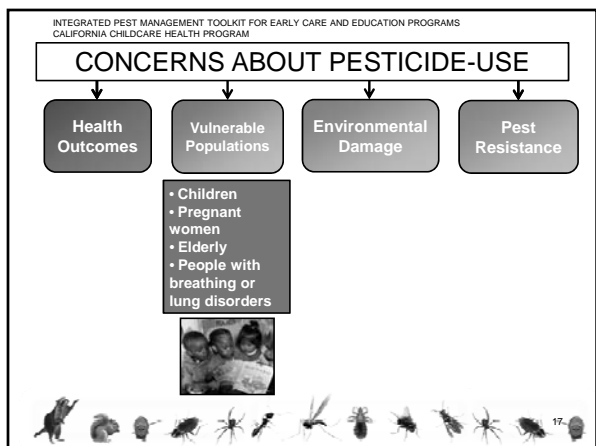 INTEGRATED PEST MANAGEMENT TOOLKIT FOR EARLY CARE AND EDUCATION PROGRAMS
CALIFORNIA CHILDCARE HEALTH PROGRAM
CONCERNS ABOUT PESTICIDE-USE
Health
Outcomes
Vulnerable
Populations
Environmental
Damage
Pest
Resistance
• Children
• Pregnant
women
• Elderly
• People with
breathing or
lung disorders
17